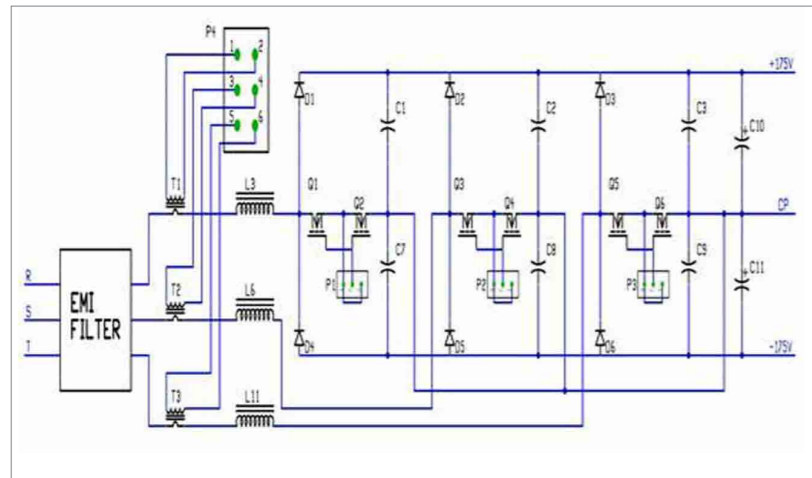 P4
1 2
3 4
5 6
+175V
D1 C1 D2 C2 D3 C3 C10
T1 L3 Q1 Q2 Q3 Q4 Q5 Q6 CP
C7 C8 C9 C11
P1 P2 P3
R
S
T
EMI
FILTER
T2 L6
D4 D5 D6
-175V
T3 L11